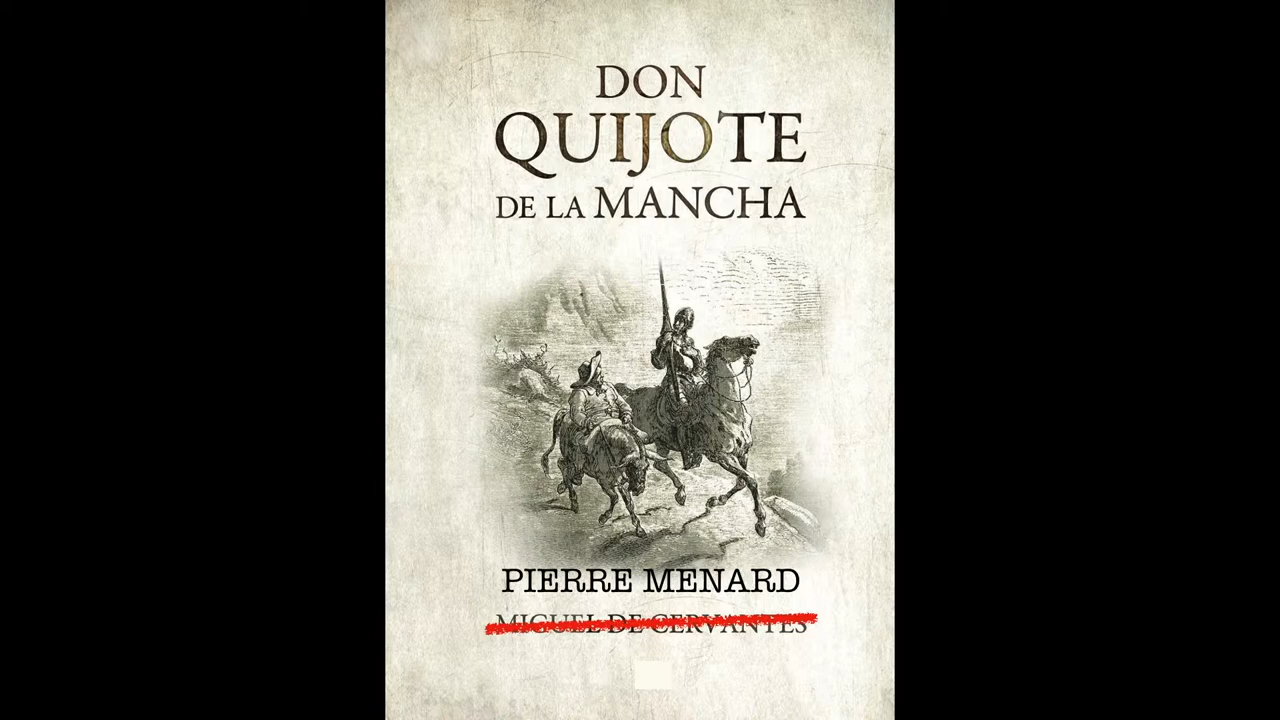 DON
QUIJOTE
DE LA MANCHA
PIERRE MENARD
MIGUEL DE CERVANTES